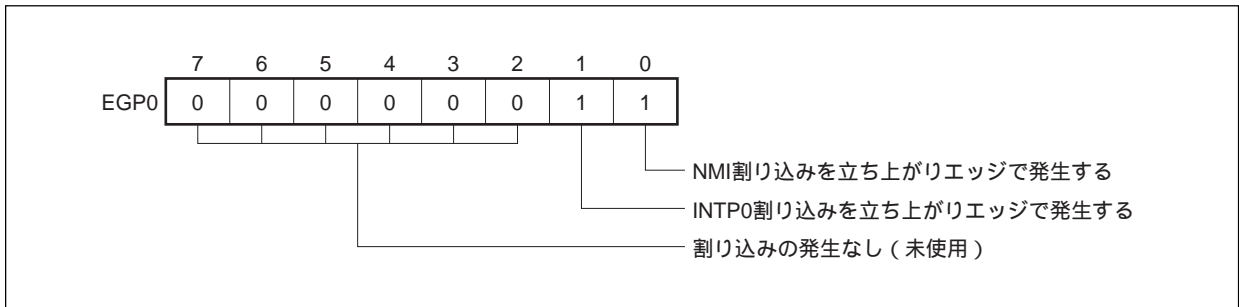 7 6 5 4 3 2 1 0
EGP0 0 0 0 0 0 0 1 1
NMI割り込みを立ち上がりエッジで発生する
INTP0割り込みを立ち上がりエッジで発生する
割り込みの発生なし（未使用）